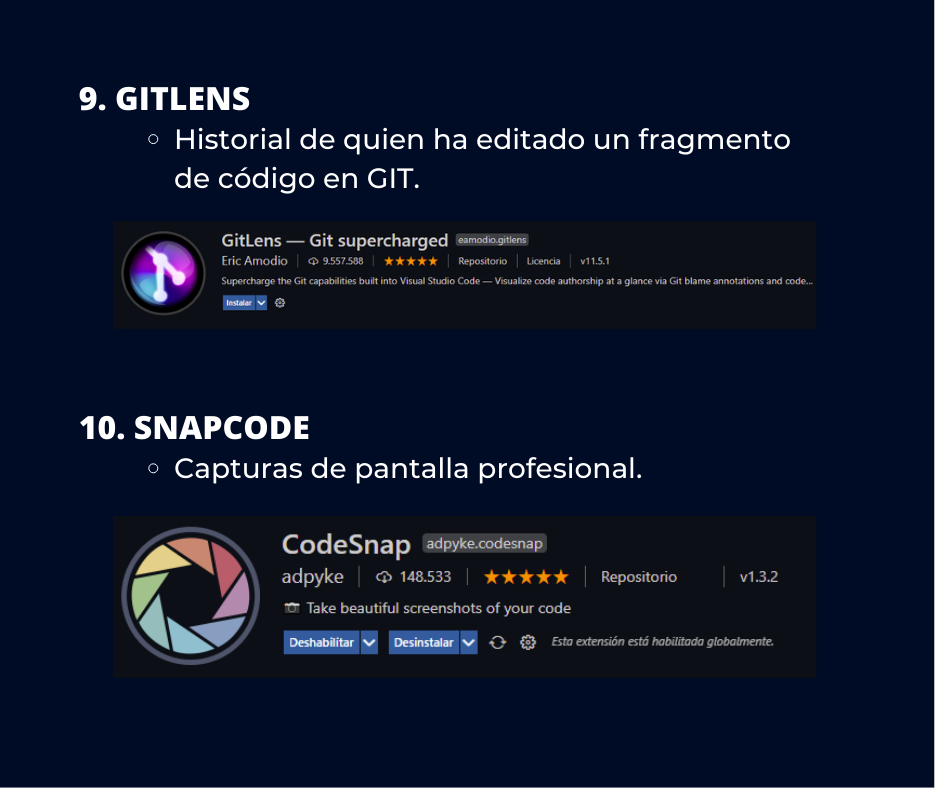 9. GITLENS
Historial de quien ha editado un fragmento
de código en GIT.
GitLens — Git supercharged eamodio.gitlens
Eric Amodio 9.557.588 ★★★★★ Repositorio Licencia v11.5.1
Supercharge the Git capabilities built into Visual Studio Code — Visualize code authorship at a glance via Git blame annotations and code...
Instalar
10. SNAPCODE
Capturas de pantalla profesional.
CodeSnap adpyke.codesnap
adpyke 148.533 ★★★★★ Repositorio v1.3.2
📷 Take beautiful screenshots of your code
Deshabilitar Desinstalar Esta extensión está habilitada globalmente.